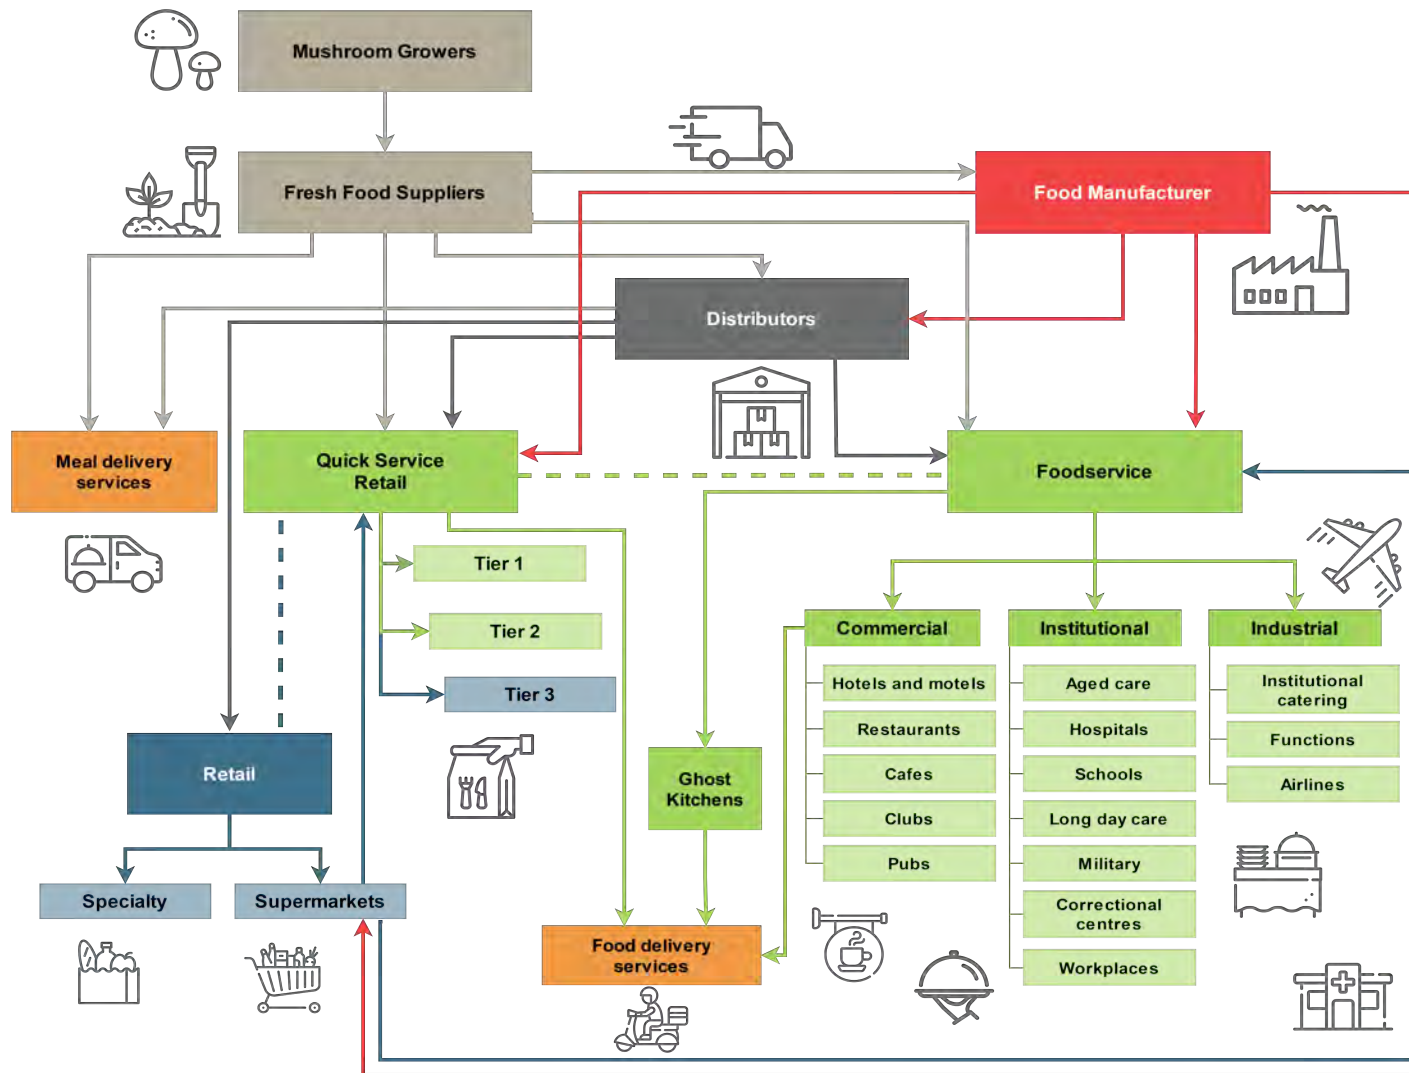 Mushroom Growers
Fresh Food Suppliers
Food Manufacturer
Distributors
Meal delivery
services
Quick Service
Retail
Foodservice
Tier 1
Tier 2
Tier 3
Commercial
Institutional
Industrial
Hotels and motels
Restaurants
Cafes
Clubs
Pubs
Aged care
Hospitals
Schools
Long day care
Military
Correctional
centres
Workplaces
Institutional
catering
Functions
Airlines
Retail
Ghost
Kitchens
Specialty
Supermarkets
Food delivery
services